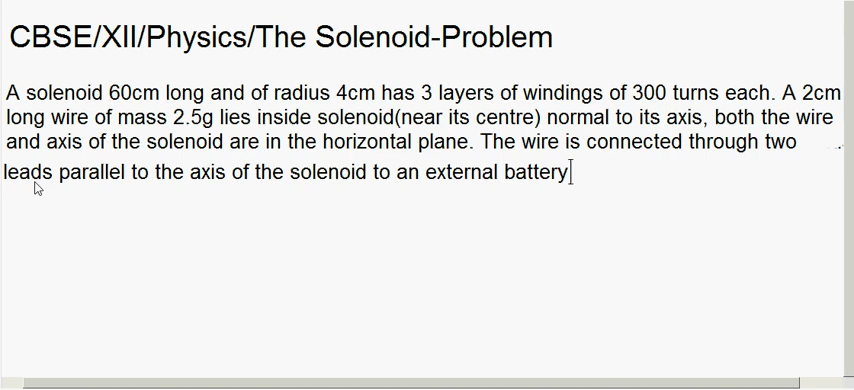 CBSE/XII/Physics/The Solenoid-Problem
A solenoid 60cm long and of radius 4cm has 3 layers of windings of 300 turns each. A 2cm
long wire of mass 2.5g lies inside solenoid(near its centre) normal to its axis, both the wire
and axis of the solenoid are in the horizontal plane. The wire is connected through two
leads parallel to the axis of the solenoid to an external battery